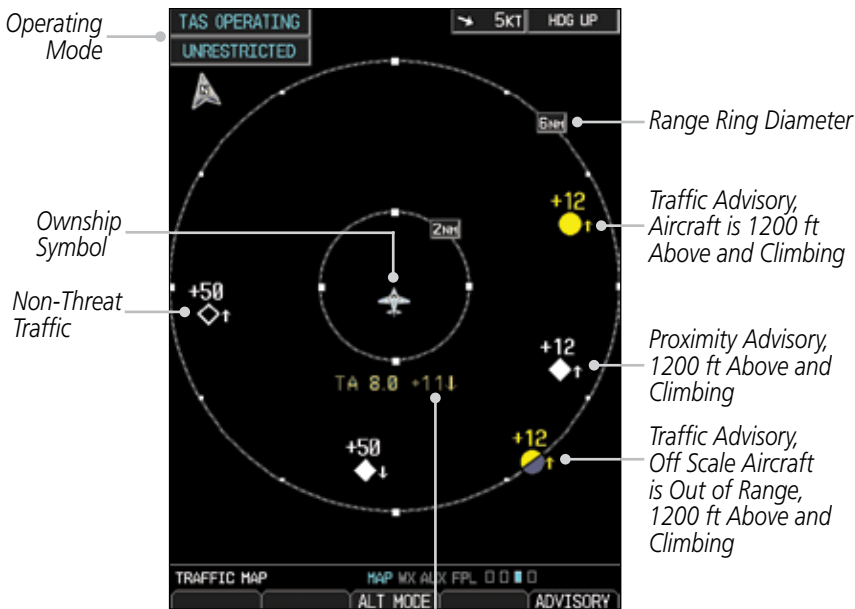 Operating
Mode
TAS OPERATING
UNRESTRICTED
5KT
HDG UP
N
6NM
Range Ring Diameter
+12
↑
Traffic Advisory,
Aircraft is 1200 ft
Above and Climbing
Ownship
Symbol
2NM
Non-Threat
Traffic
+50
↑
+12
↑
Proximity Advisory,
1200 ft Above and
Climbing
TA 8.0 +11↓
+50
↓
+12
↑
Traffic Advisory,
Off Scale Aircraft
is Out of Range,
1200 ft Above and
Climbing
TRAFFIC MAP
MAP WX AUX FPL
ALT MODE
ADVISORY